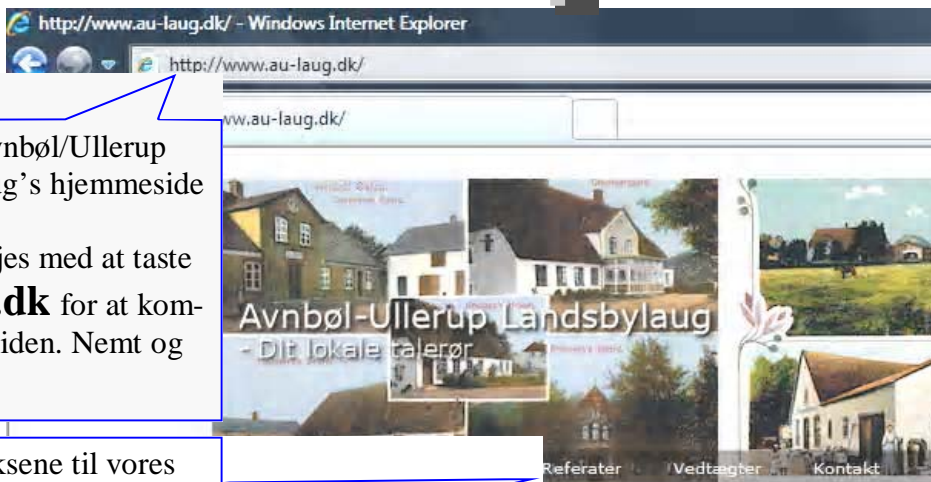 http://www.au-laug.dk/ - Windows Internet Explorer
http://www.au-laug.dk/
ww.au-laug.dk/
vnbøl/Ullerup
ug's hjemmeside
jes med at taste
.dk for at kom-
iden. Nemt og
Avnbøl-Ullerup Landsbylaug
- Dit lokale talerør
Referater Vedtægter Kontakt
ksene til vores